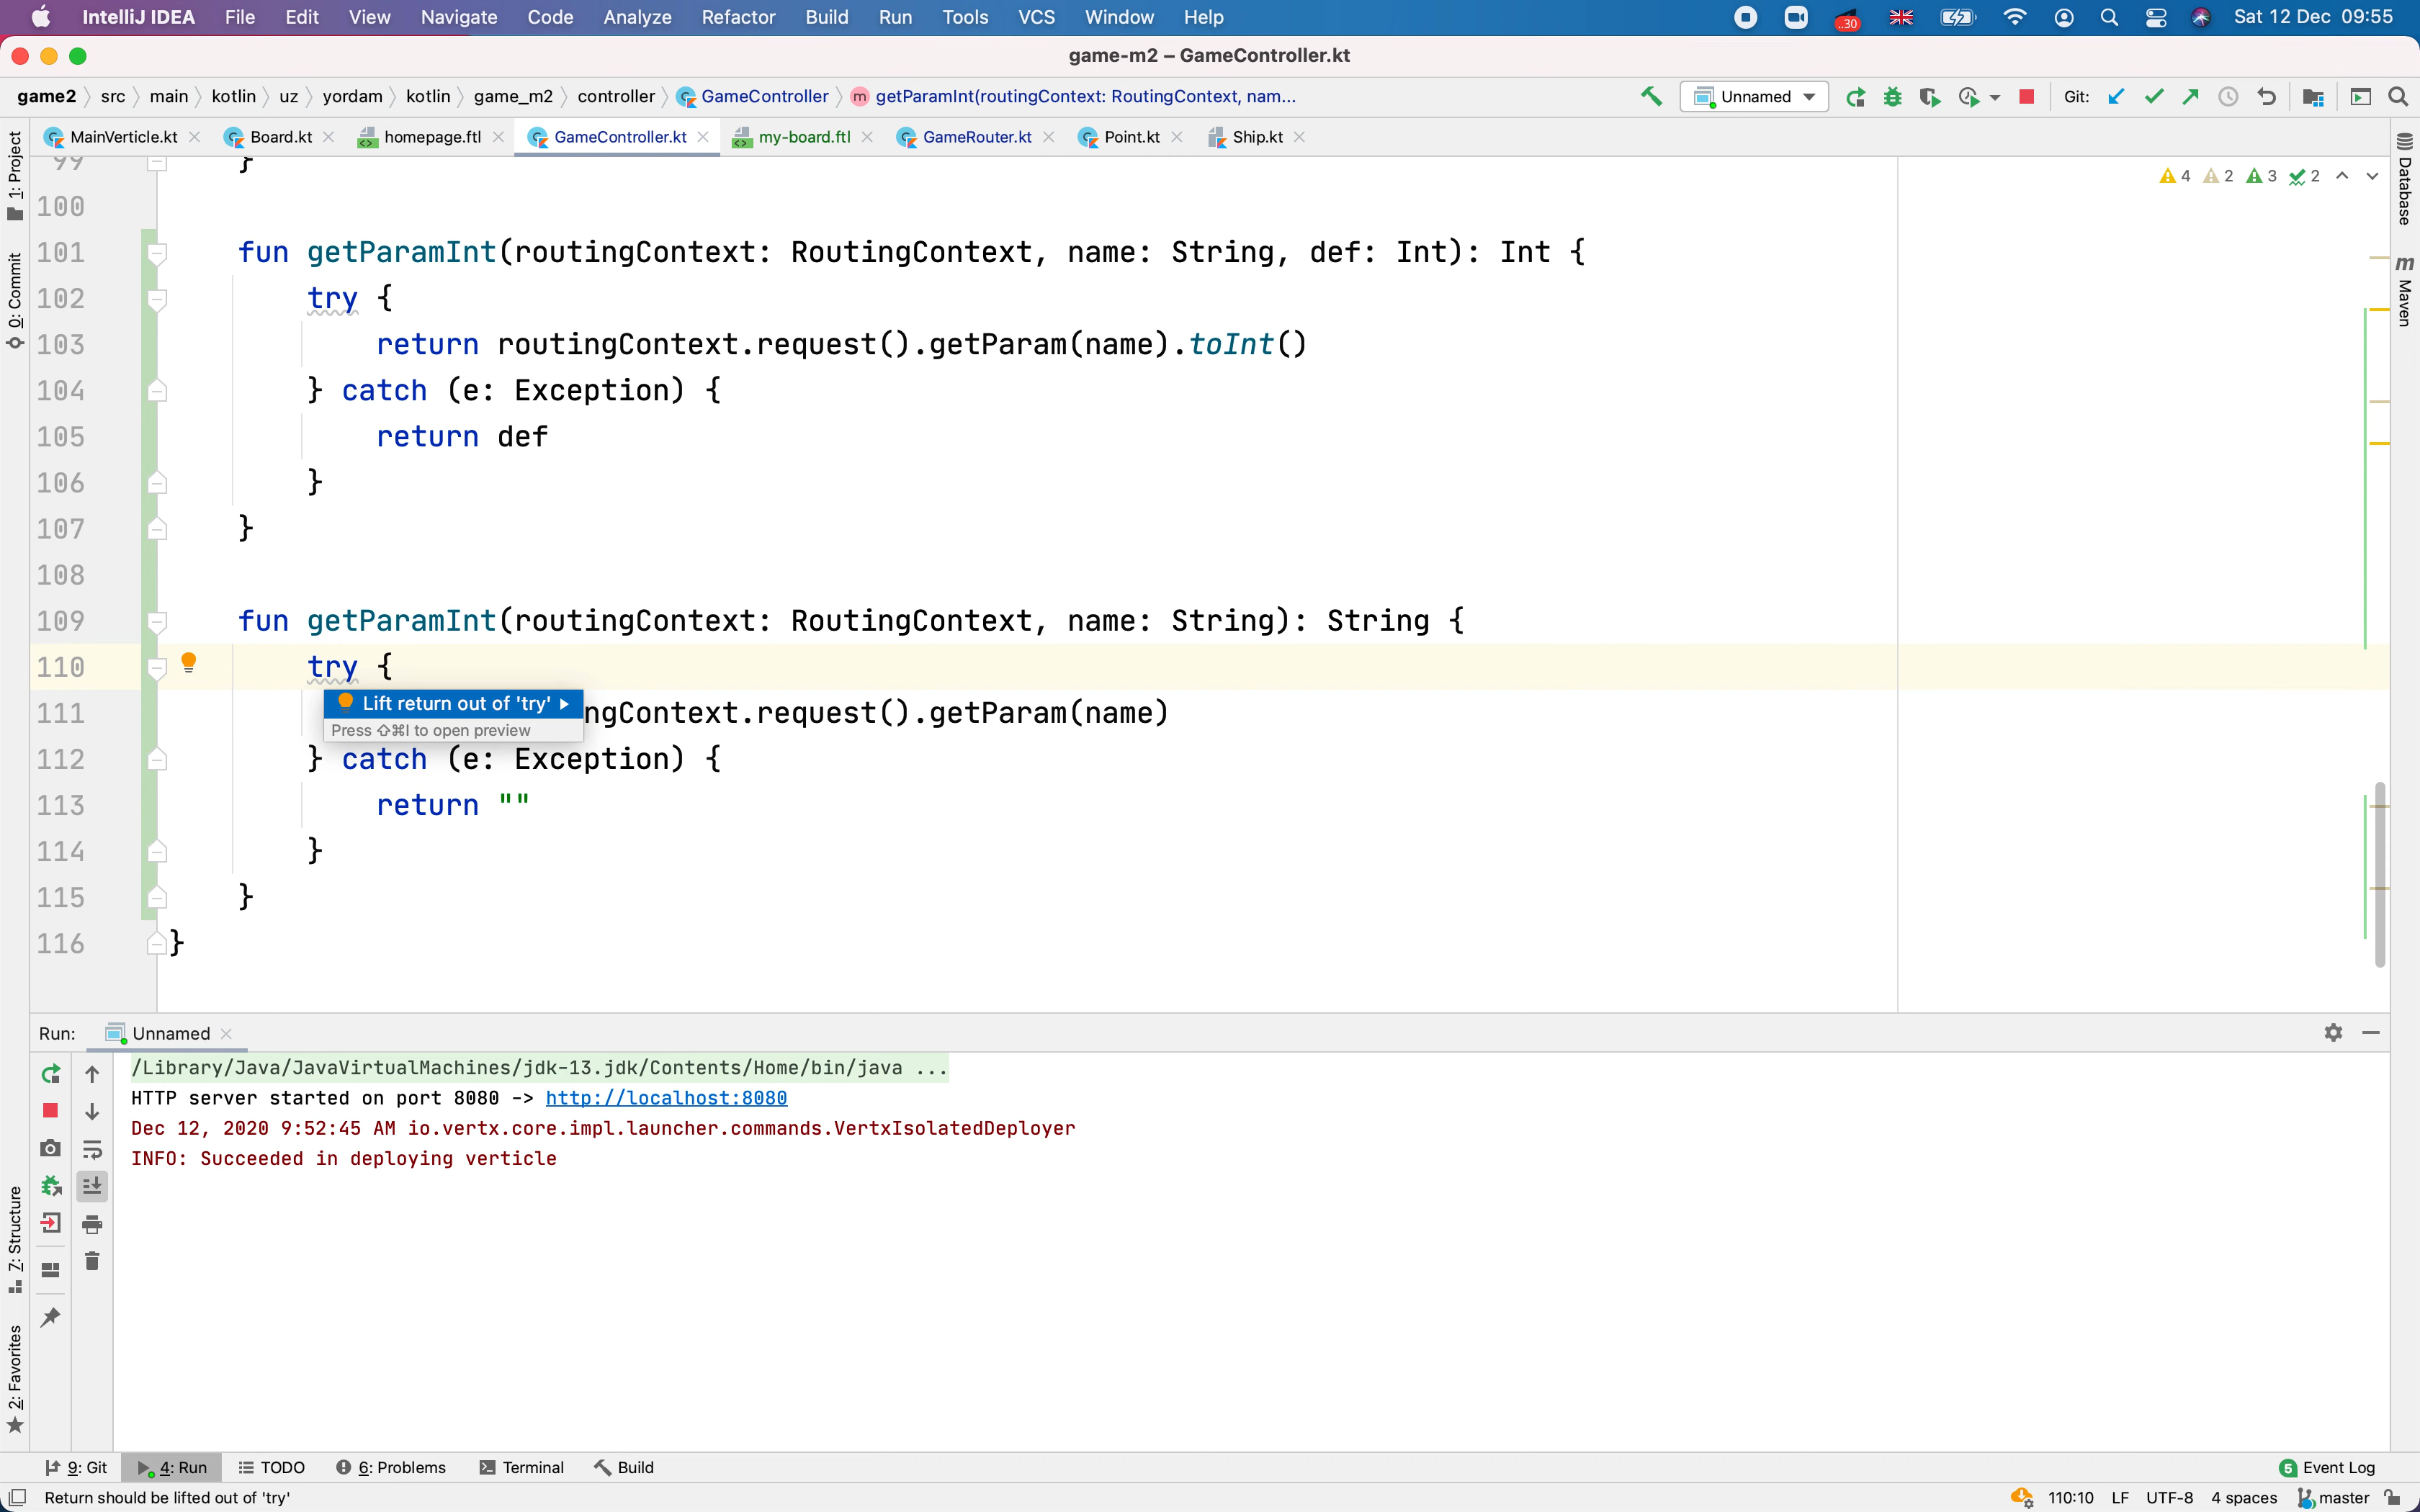 IntelliJ IDEA File Edit View Navigate Code Analyze Refactor Build Run Tools VCS Window Help ..30 Sat 12 Dec 09:55
game-m2 – GameController.kt
game2 src main kotlin uz yordam kotlin game_m2 controller GameController m getParamInt(routingContext: RoutingContext, nam... Unnamed Git:
MainVerticle.kt Board.kt homepage.ftl GameController.kt my-board.ftl GameRouter.kt Point.kt Ship.kt
1: Project
0: Commit
7: Structure
2: Favorites
Database
m Maven
4 2 3 2
99 }
100
101 fun getParamInt(routingContext: RoutingContext, name: String, def: Int): Int {
102 try {
103 return routingContext.request().getParam(name).toInt()
104 } catch (e: Exception) {
105 return def
106 }
107 }
108
109 fun getParamInt(routingContext: RoutingContext, name: String): String {
110 try {
Lift return out of 'try'
111 ngContext.request().getParam(name)
Press ⇧⌘I to open preview
112 } catch (e: Exception) {
113 return ""
114 }
115 }
116 }
Run: Unnamed
/Library/Java/JavaVirtualMachines/jdk-13.jdk/Contents/Home/bin/java ...
HTTP server started on port 8080 -> http://localhost:8080
Dec 12, 2020 9:52:45 AM io.vertx.core.impl.launcher.commands.VertxIsolatedDeployer
INFO: Succeeded in deploying verticle
9: Git 4: Run TODO 6: Problems Terminal Build 5 Event Log
Return should be lifted out of 'try' 110:10 LF UTF-8 4 spaces master